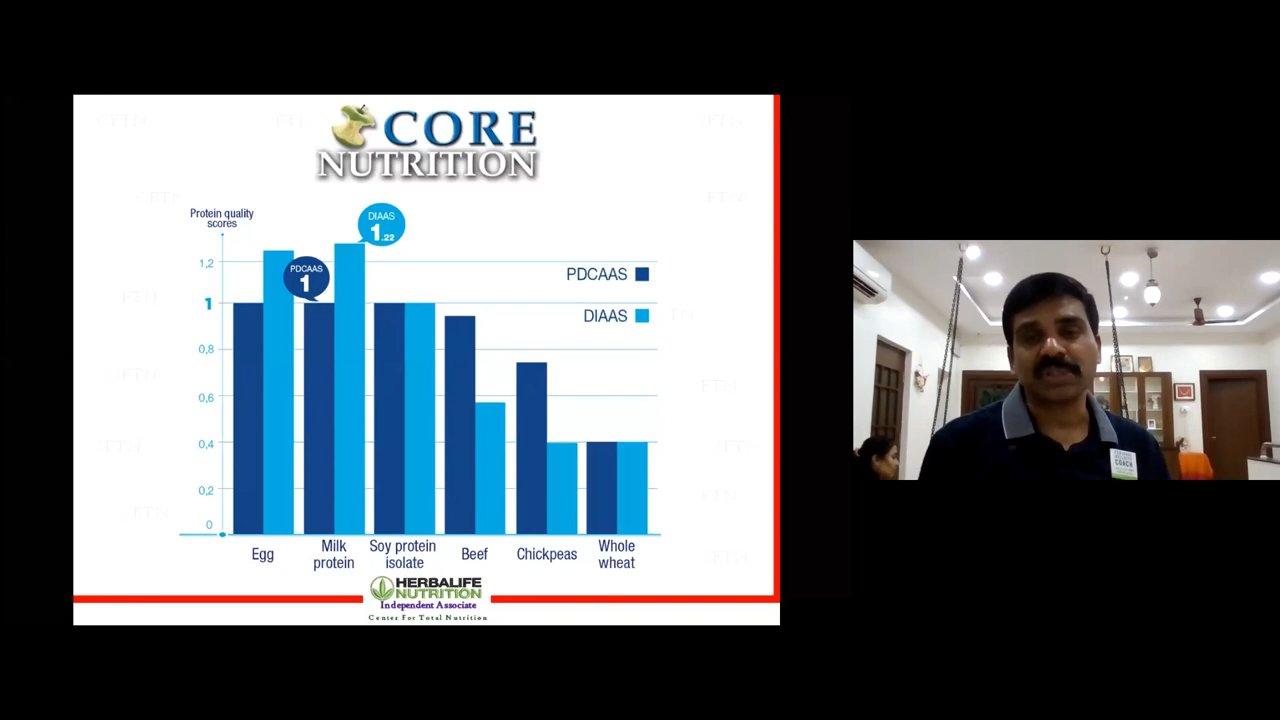 CORE
NUTRITION
Protein quality
scores
DIAAS
1.22
PDCAAS
1
PDCAAS
DIAAS
1,2
1
0,8
0,6
0,4
0,2
0
Egg
Milk
protein
Soy protein
isolate
Beef
Chickpeas
Whole
wheat
HERBALIFE
NUTRITION
Independent Associate
Center For Total Nutrition
COACH